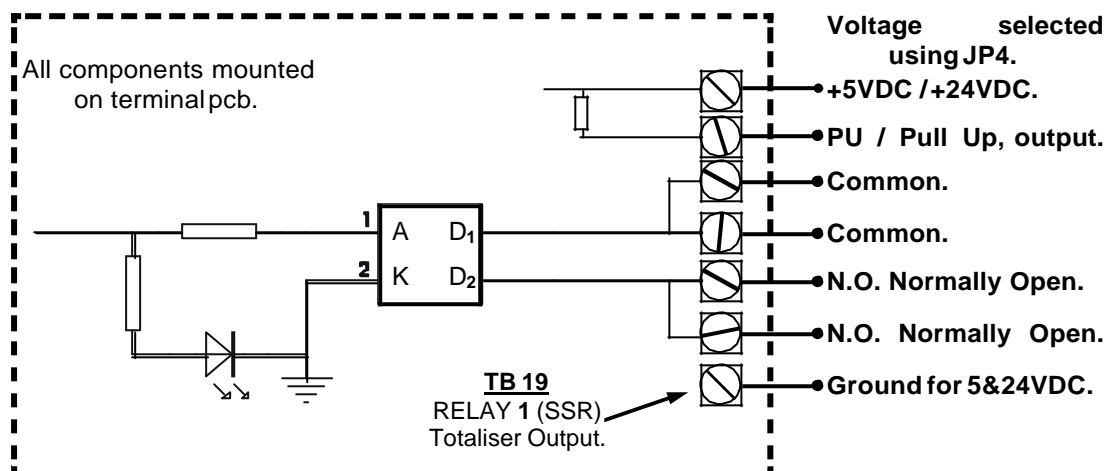 Voltage selected
using JP4.
All components mounted
on terminal pcb.
+5VDC / +24VDC.
PU / Pull Up, output.
Common.
1
A D1
Common.
2
K D2
N.O. Normally Open.
N.O. Normally Open.
TB 19
RELAY 1 (SSR)
Totaliser Output.
Ground for 5&24VDC.